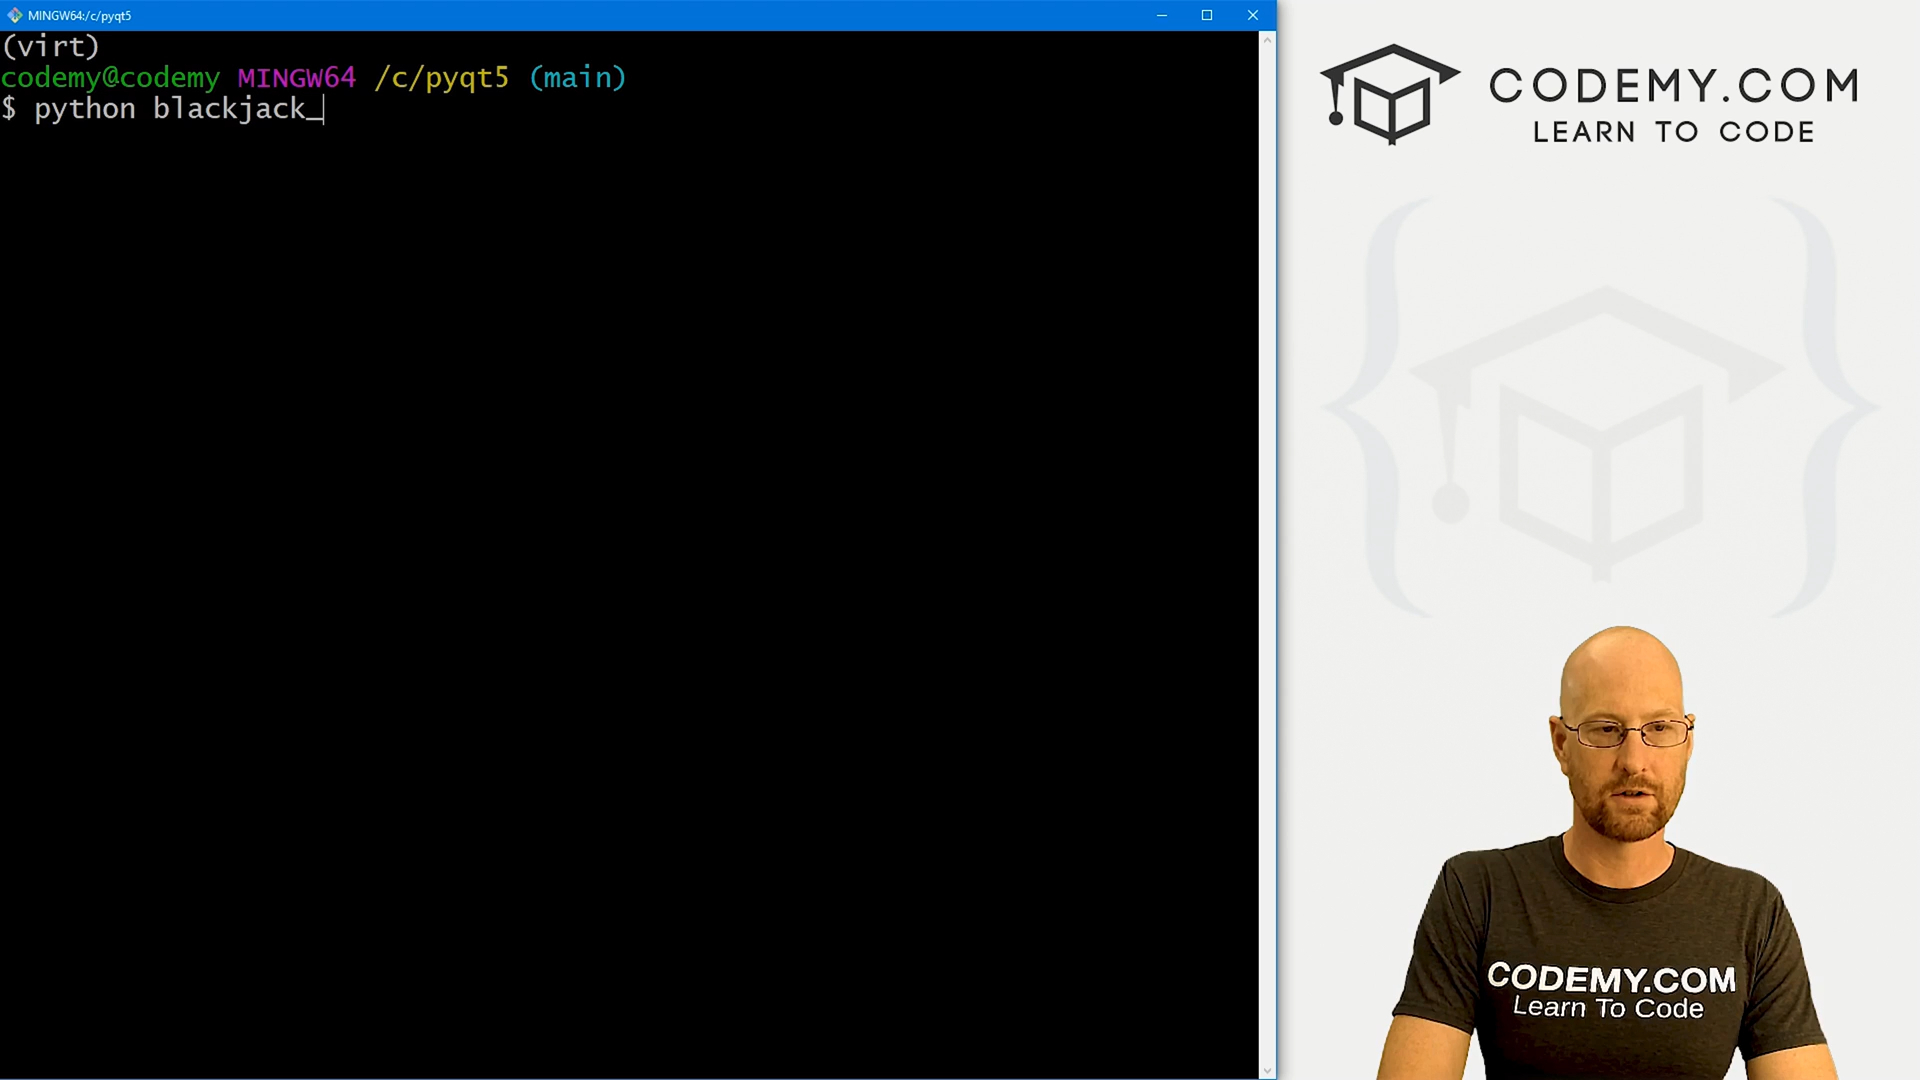 MINGW64:/c/pyqt5
(virt)
codemy@codemy MINGW64 /c/pyqt5 (main)
$ python blackjack_
CODEMY.COM
LEARN TO CODE
CODEMY.COM
Learn To Code